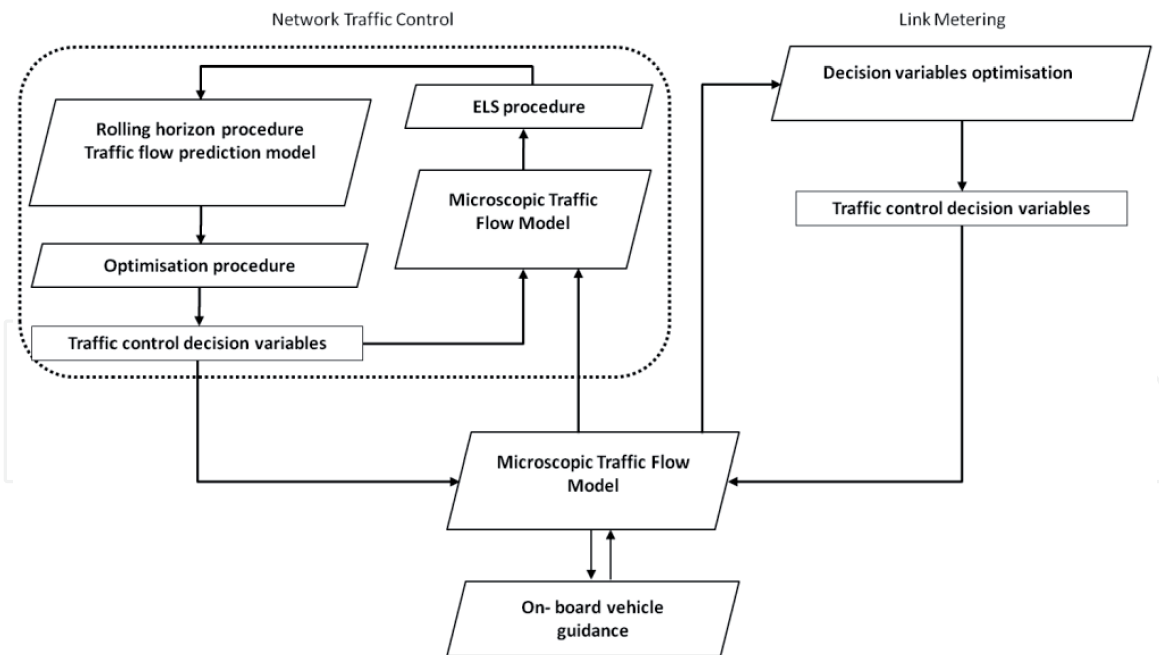 Network Traffic Control
Link Metering
Decision variables optimisation
ELS procedure
Rolling horizon procedure
Traffic flow prediction model
Microscopic Traffic
Flow Model
Traffic control decision variables
Optimisation procedure
Traffic control decision variables
Microscopic Traffic Flow
Model
On- board vehicle
guidance